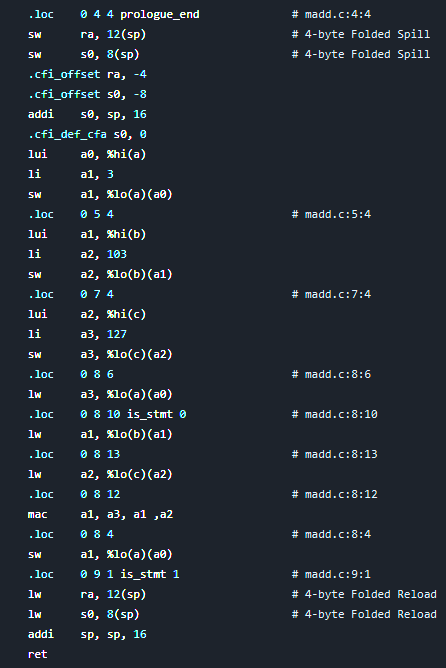 .loc 0 4 4 prologue_end # madd.c:4:4
sw ra, 12(sp) # 4-byte Folded Spill
sw s0, 8(sp) # 4-byte Folded Spill
.cfi_offset ra, -4
.cfi_offset s0, -8
addi s0, sp, 16
.cfi_def_cfa s0, 0
lui a0, %hi(a)
li a1, 3
sw a1, %lo(a)(a0)
.loc 0 5 4 # madd.c:5:4
lui a1, %hi(b)
li a2, 103
sw a2, %lo(b)(a1)
.loc 0 7 4 # madd.c:7:4
lui a2, %hi(c)
li a3, 127
sw a3, %lo(c)(a2)
.loc 0 8 6 # madd.c:8:6
lw a3, %lo(a)(a0)
.loc 0 8 10 is_stmt 0 # madd.c:8:10
lw a1, %lo(b)(a1)
.loc 0 8 13 # madd.c:8:13
lw a2, %lo(c)(a2)
.loc 0 8 12 # madd.c:8:12
mac a1, a3, a1 ,a2
.loc 0 8 4 # madd.c:8:4
sw a1, %lo(a)(a0)
.loc 0 9 1 is_stmt 1 # madd.c:9:1
lw ra, 12(sp) # 4-byte Folded Reload
lw s0, 8(sp) # 4-byte Folded Reload
addi sp, sp, 16
ret